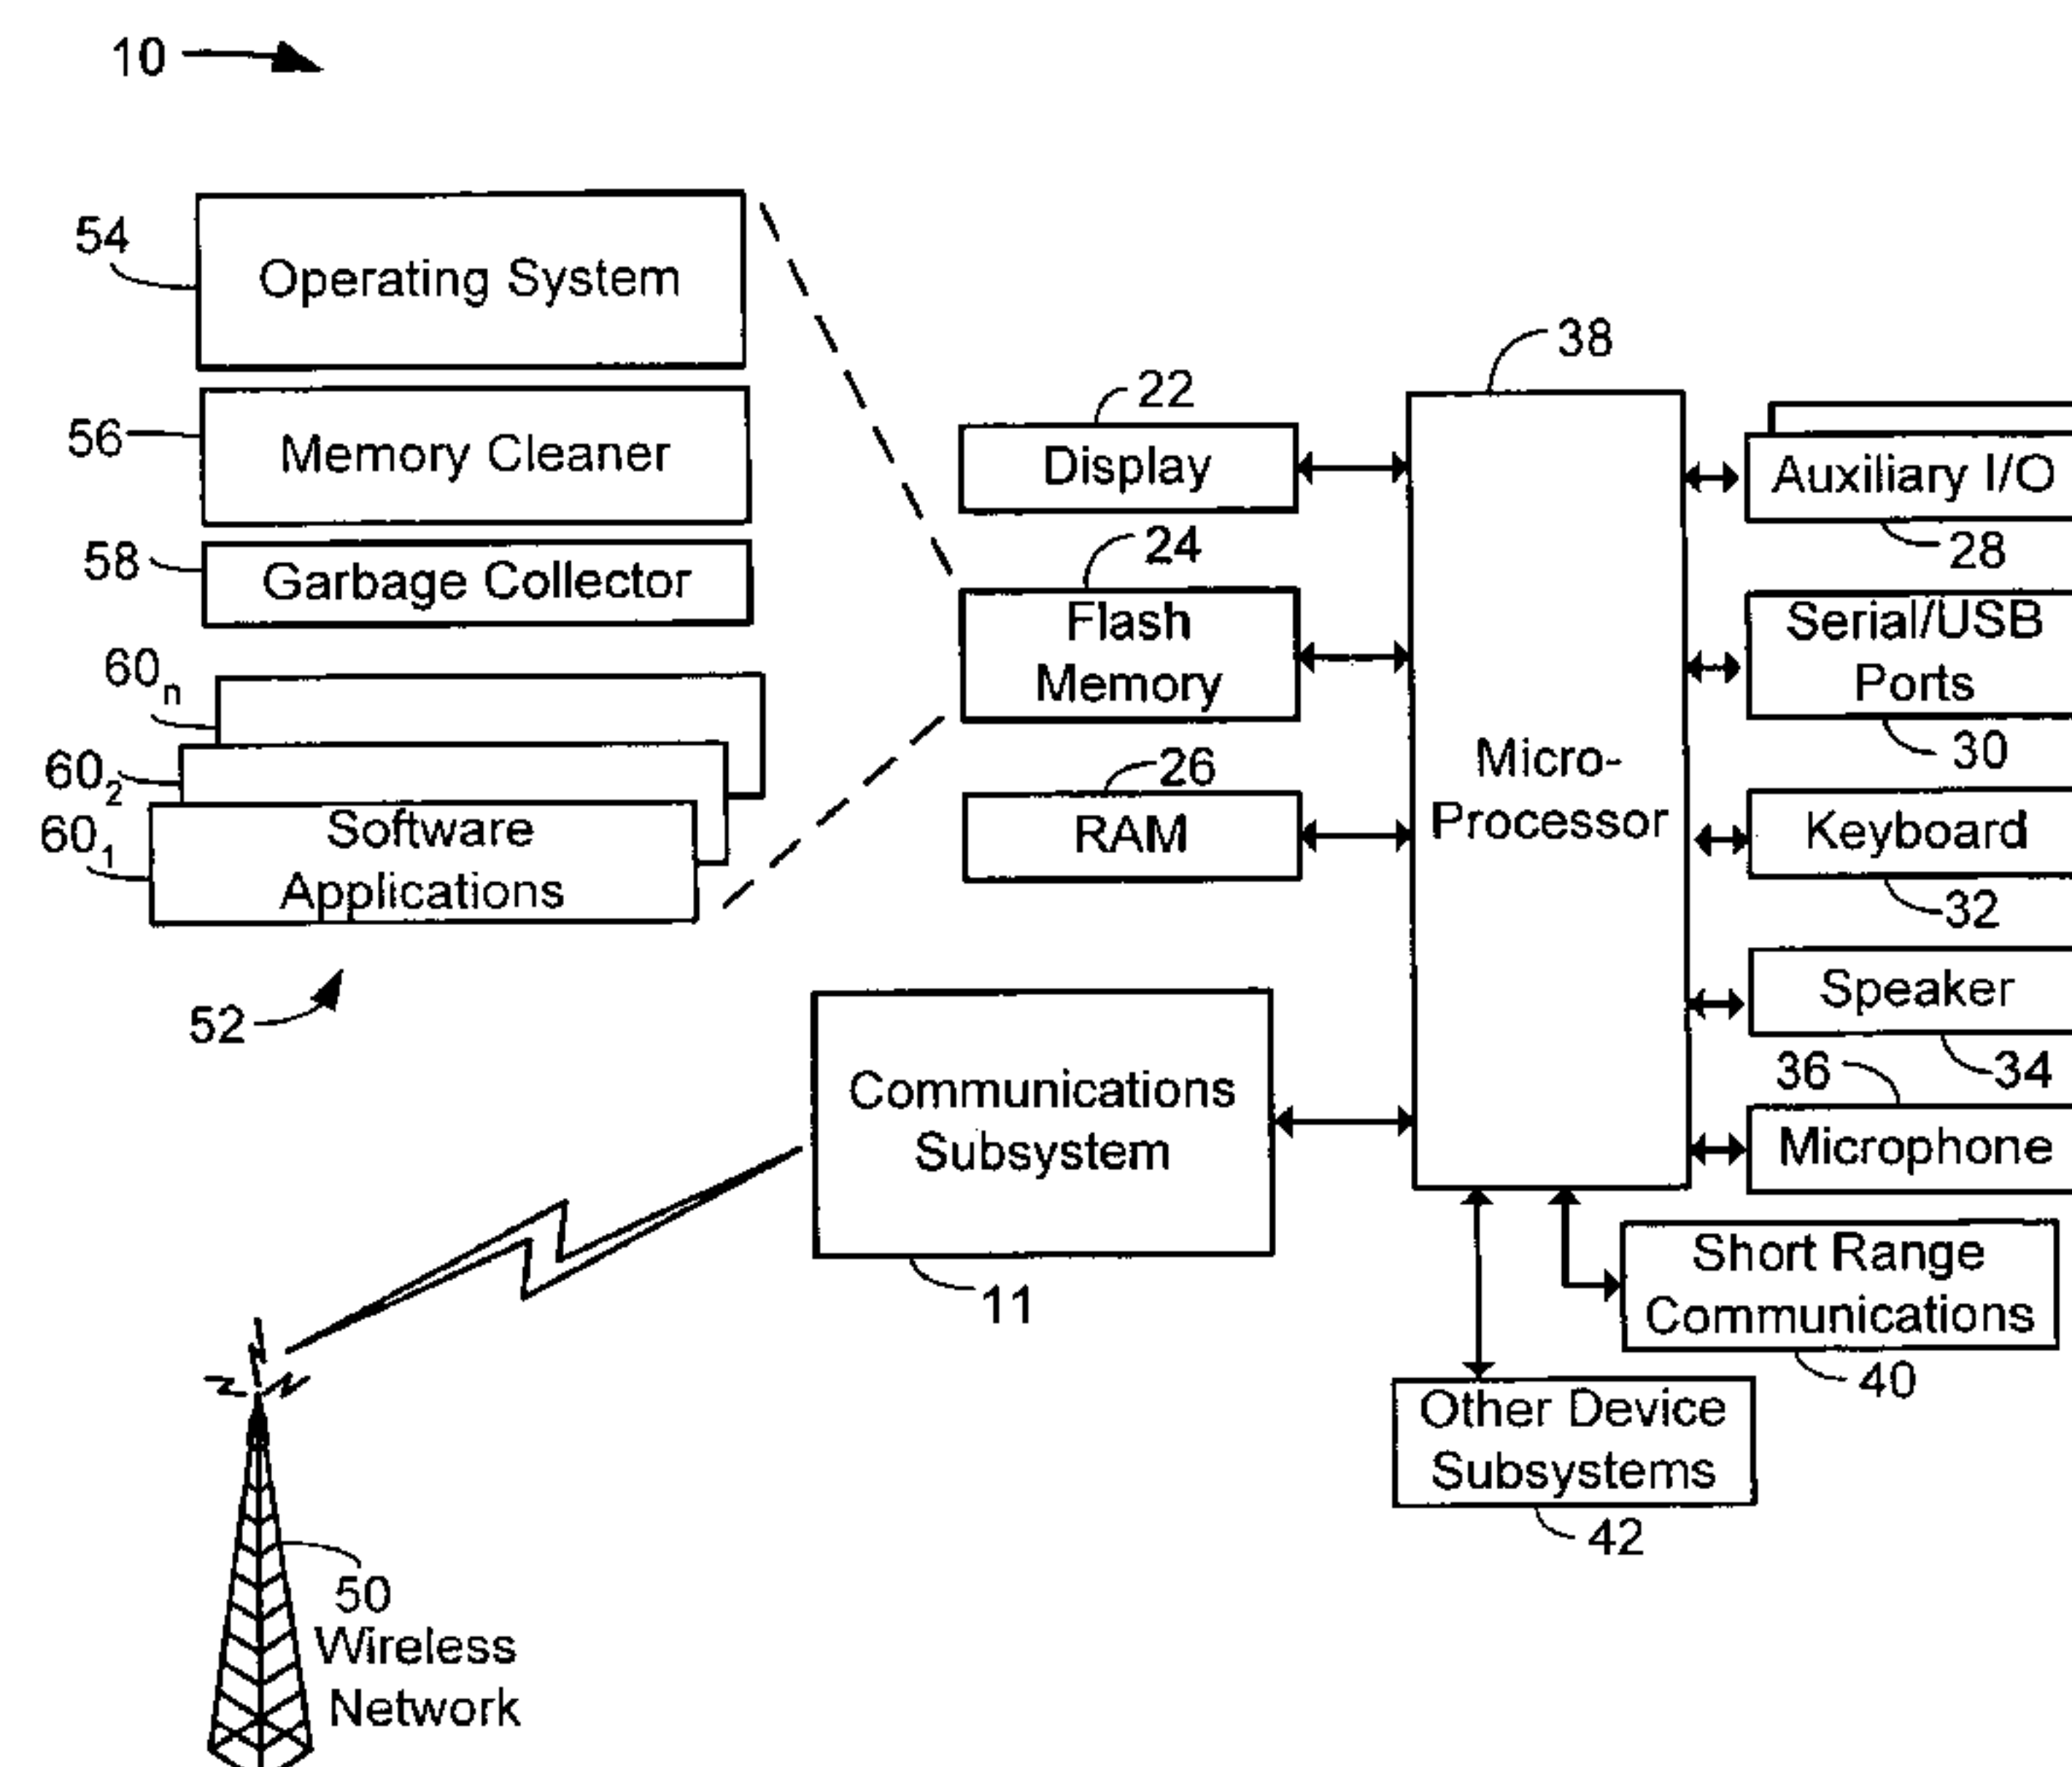 10
54
Operating System
56
Memory Cleaner
58
Garbage Collector
60n
602
601
Software
Applications
52
22
Display
24
Flash
Memory
26
RAM
38
Micro-
Processor
Auxiliary I/O
28
Serial/USB
Ports
30
Keyboard
32
Speaker
34
36
Microphone
Communications
Subsystem
11
Short Range
Communications
40
Other Device
Subsystems
42
50
Wireless
Network